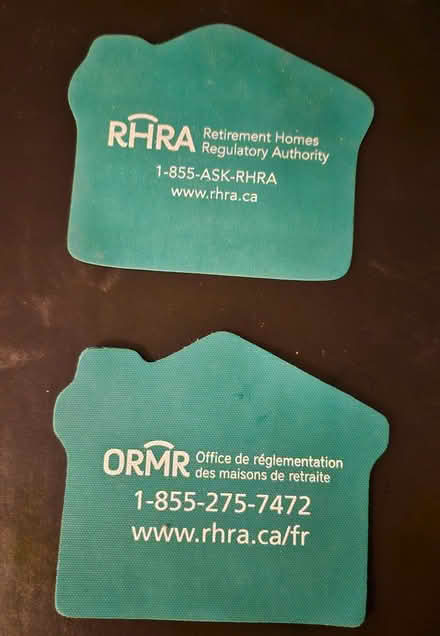 RHRA Retirement Homes
Regulatory Authority
1-855-ASK-RHRA
www.rhra.ca
ORMR Office de réglementation
des maisons de retraite
1-855-275-7472
www.rhra.ca/fr